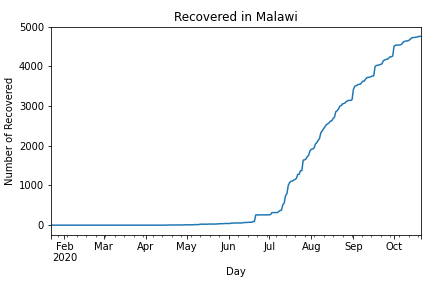 Recovered in Malawi
Number of Recovered
5000
4000
3000
2000
1000
0
Feb Mar Apr May Jun Jul Aug Sep Oct
2020
Day